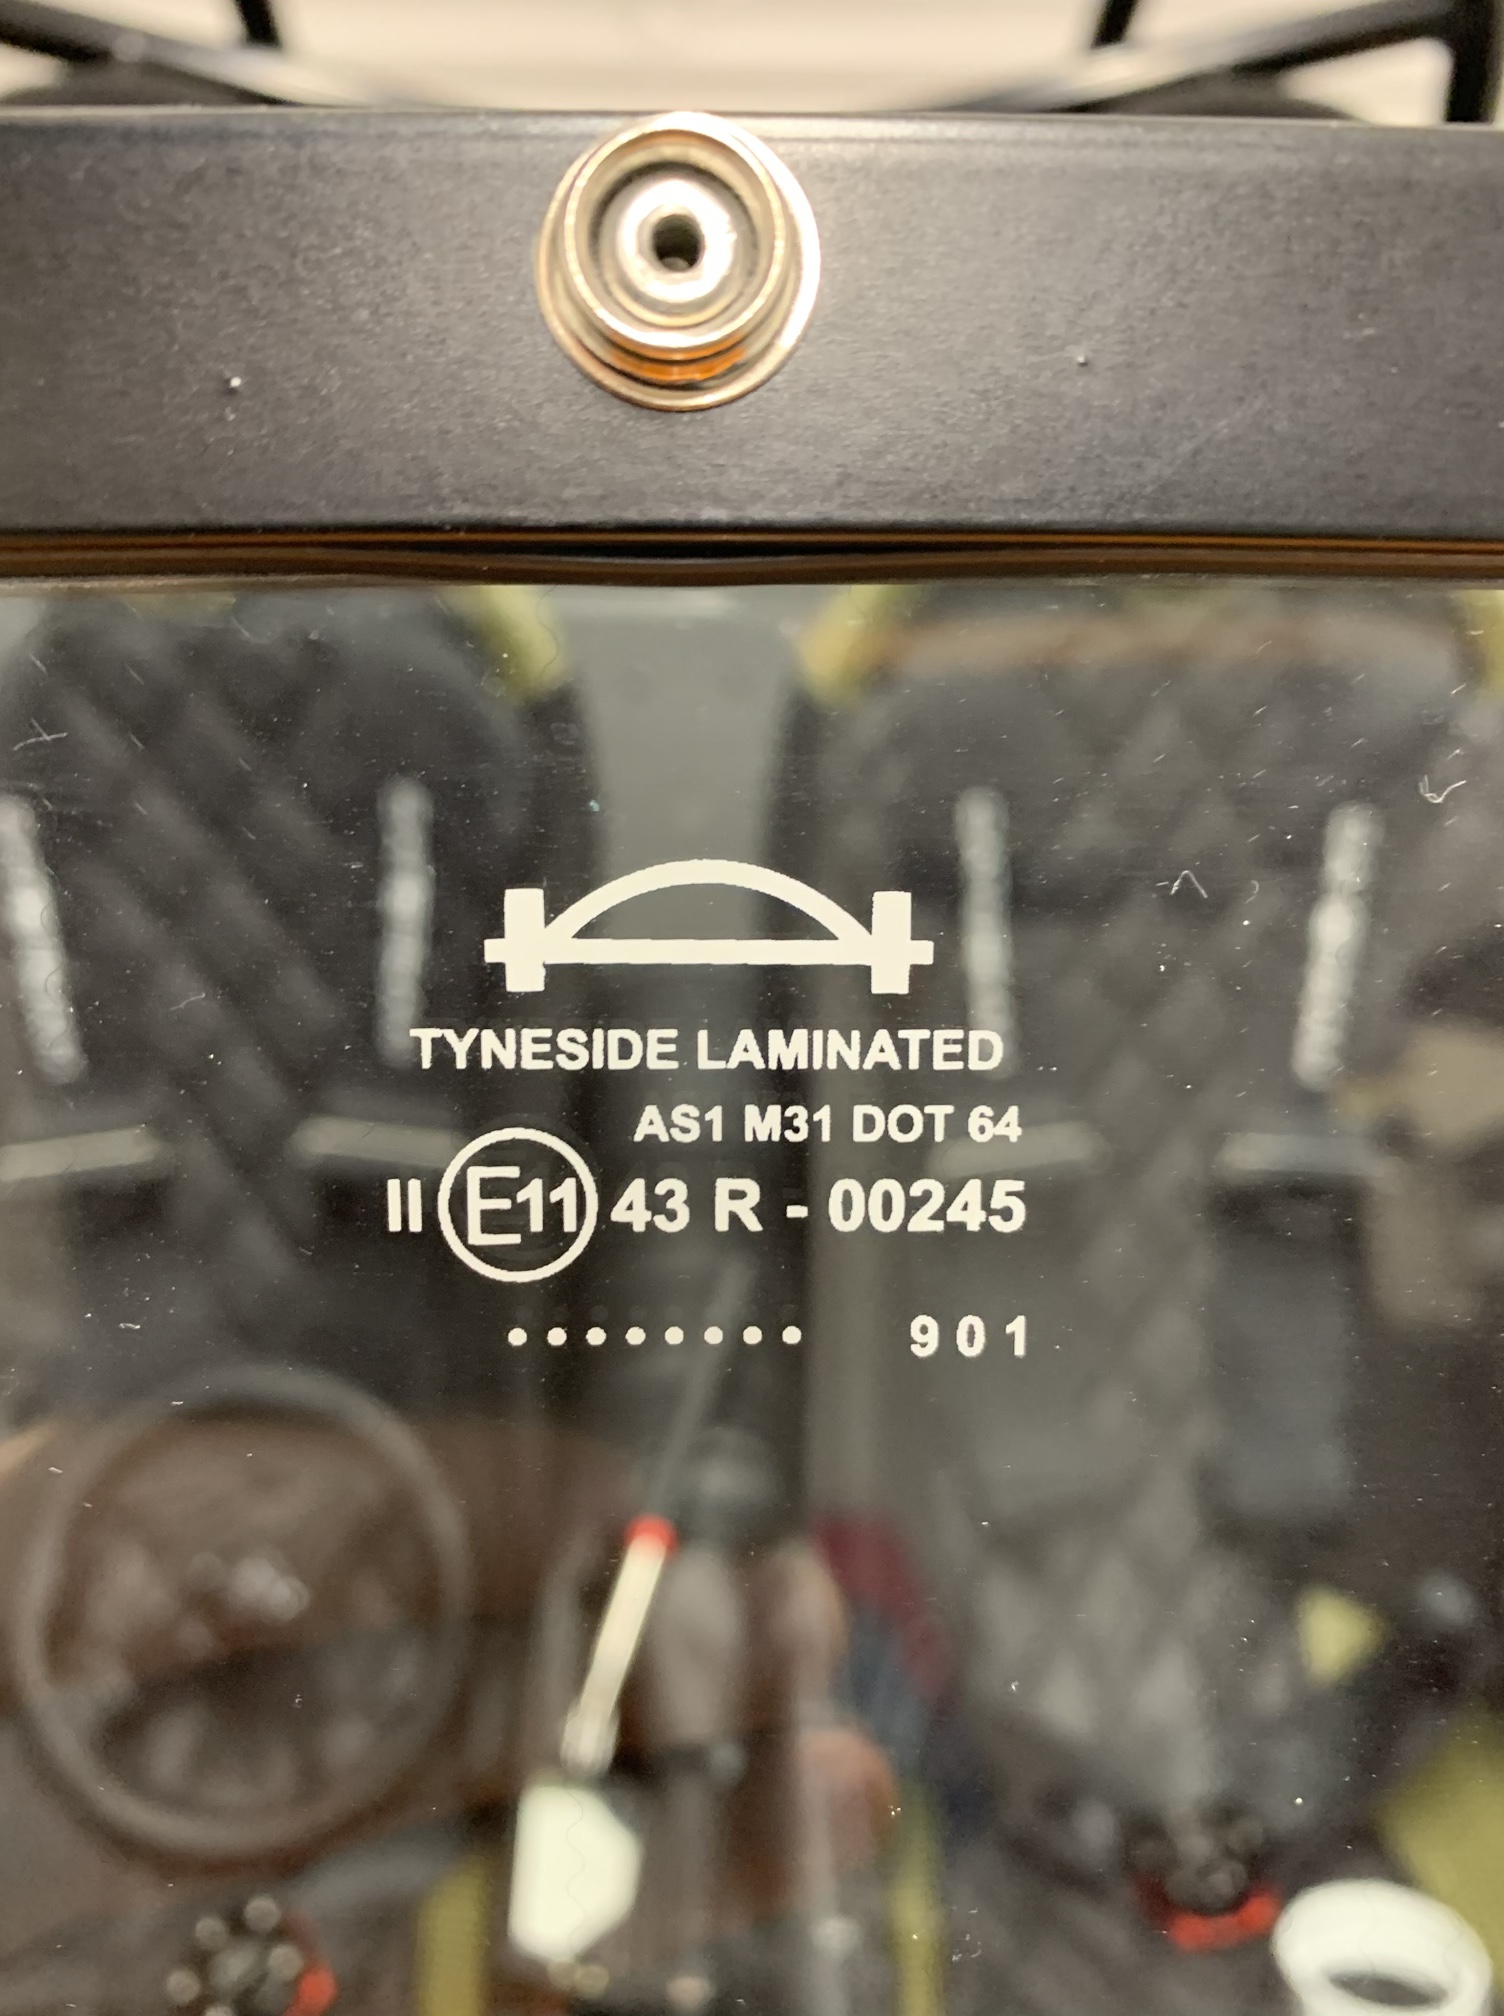 TYNESIDE LAMINATED
AS1 M31 DOT 64
II E11 43 R - 00245
........ 901